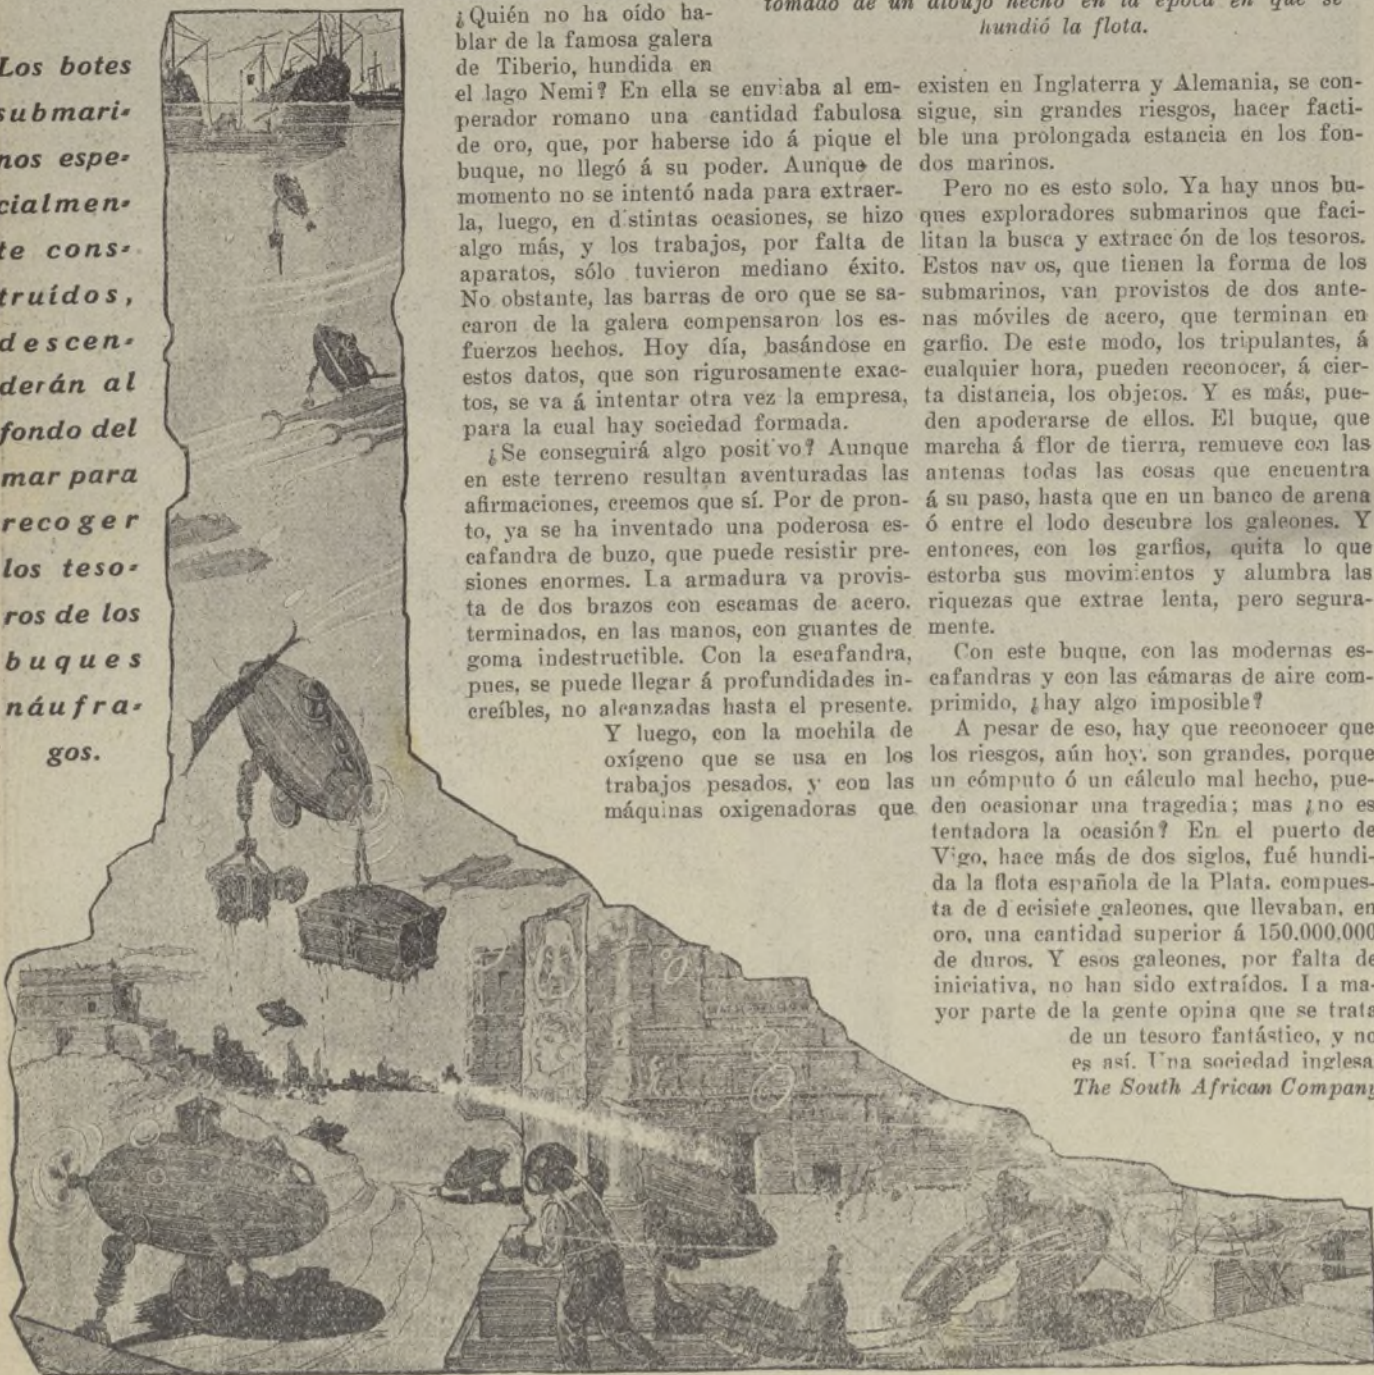 tomado de un dibujo hecho en la época en que se
hundió la flota.
Los botes
submari-
nos espe-
cialmen-
te cons-
truídos,
descen-
derán al
fondo del
mar para
recoger
los teso-
ros de los
buques
náufra-
gos.
¿Quién no ha oído ha-
blar de la famosa galera
de Tiberio, hundida en
el lago Nemi? En ella se enviaba al em-
perador romano una cantidad fabulosa
de oro, que, por haberse ido á pique el
buque, no llegó á su poder. Aunque de
momento no se intentó nada para extraer-
la, luego, en d stintas ocasiones, se hizo
algo más, y los trabajos, por falta de
aparatos, sólo tuvieron mediano éxito.
No obstante, las barras de oro que se sa-
caron de la galera compensaron los es-
fuerzos hechos. Hoy día, basándose en
estos datos, que son rigurosamente exac-
tos, se va á intentar otra vez la empresa,
para la cual hay sociedad formada.
¿Se conseguirá algo posit vo? Aunque
en este terreno resultan aventuradas las
afirmaciones, creemos que sí. Por de pron-
to, ya se ha inventado una poderosa es-
cafandra de buzo, que puede resistir pre-
siones enormes. La armadura va provis-
ta de dos brazos con escamas de acero.
terminados, en las manos, con guantes de
goma indestructible. Con la escafandra,
pues, se puede llegar á profundidades in-
creíbles, no alcanzadas hasta el presente.
Y luego, con la mochila de
oxígeno que se usa en los
trabajos pesados, y con las
máquinas oxigenadoras que
existen en Inglaterra y Alemania, se con-
sigue, sin grandes riesgos, hacer facti-
ble una prolongada estancia en los fon-
dos marinos.
Pero no es esto solo. Ya hay unos bu-
ques exploradores submarinos que faci-
litan la busca y extracc ón de los tesoros.
Estos nav os, que tienen la forma de los
submarinos, van provistos de dos ante-
nas móviles de acero, que terminan en
garfio. De este modo, los tripulantes, á
cualquier hora, pueden reconocer, á cier-
ta distancia, los objetos. Y es más, pue-
den apoderarse de ellos. El buque, que
marcha á flor de tierra, remueve con las
antenas todas las cosas que encuentra
á su paso, hasta que en un banco de arena
ó entre el lodo descubre los galeones. Y
entonces, con los garfios, quita lo que
estorba sus movimientos y alumbra las
riquezas que extrae lenta, pero segura-
mente.
Con este buque, con las modernas es-
cafandras y con las cámaras de aire com-
primido, ¿hay algo imposible?
A pesar de eso, hay que reconocer que
los riesgos, aún hoy, son grandes, porque
un cómputo ó un cálculo mal hecho, pue-
den ocasionar una tragedia; mas ¿no es
tentadora la ocasión? En el puerto de
Vigo, hace más de dos siglos, fué hundi-
da la flota española de la Plata. compues-
ta de d ecisiete galeones, que llevaban, en
oro, una cantidad superior á 150.000.000
de duros. Y esos galeones, por falta de
iniciativa, no han sido extraídos. La ma-
yor parte de la gente opina que se trata
de un tesoro fantástico, y no
es así. Una sociedad inglesa
The South African Company